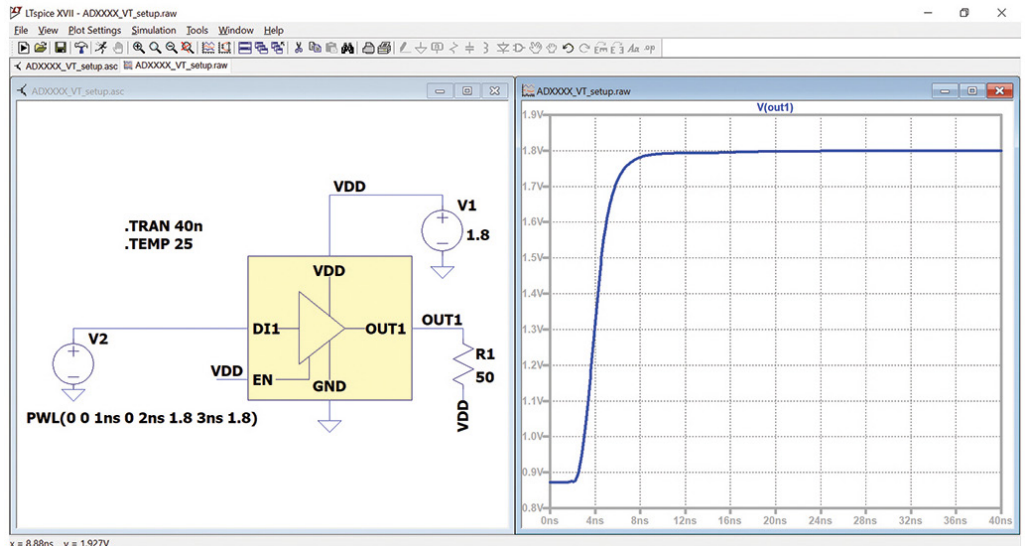 LTspice XVII - ADXXXX_VT_setup.raw
File View Plot Settings Simulation Tools Window Help
ADXXXX_VT_setup.asc ADXXXX_VT_setup.raw
ADXXXX_VT_setup.asc
.TRAN 40n
.TEMP 25
VDD
V1
1.8
VDD
DI1
OUT1
OUT1
V2
VDD
EN
GND
R1
50
VDD
PWL(0 0 1ns 0 2ns 1.8 3ns 1.8)
ADXXXX_VT_setup.raw
V(out1)
1.9V
1.8V
1.7V
1.6V
1.5V
1.4V
1.3V
1.2V
1.1V
1.0V
0.9V
0.8V
0ns 4ns 8ns 12ns 16ns 20ns 24ns 28ns 32ns 36ns 40ns
x = 8.88ns y = 1.927V